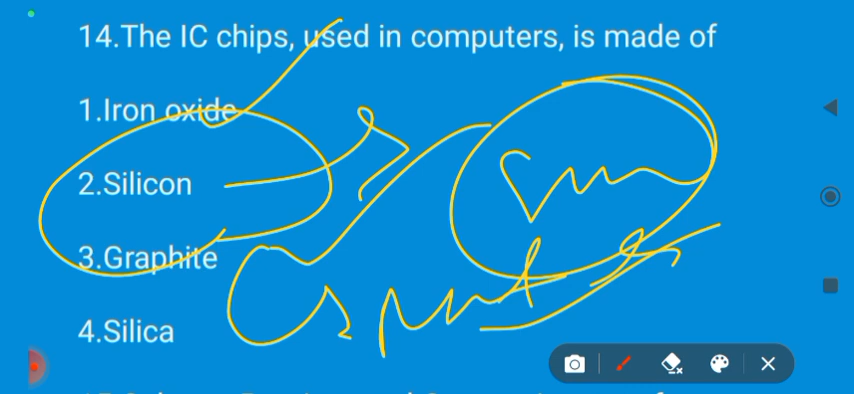 14.The IC chips, used in computers, is made of
1.Iron oxide
2.Silicon
3.Graphite
4.Silica